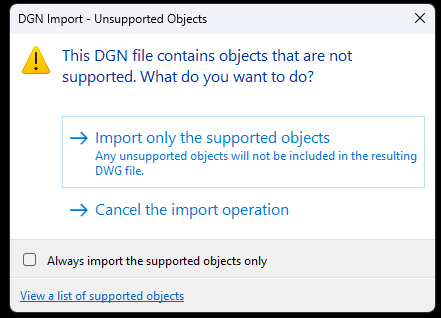 DGN Import - Unsupported Objects
This DGN file contains objects that are not
supported. What do you want to do?
Import only the supported objects
Any unsupported objects will not be included in the resulting
DWG file.
Cancel the import operation
Always import the supported objects only
View a list of supported objects